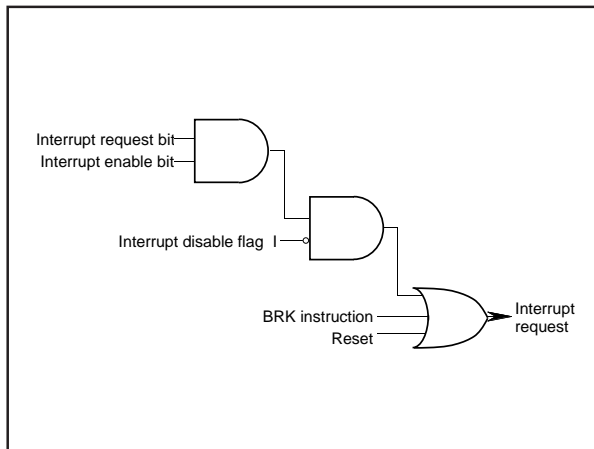 Interrupt request bit
Interrupt enable bit
Interrupt disable flag I
BRK instruction
Reset
Interrupt
request